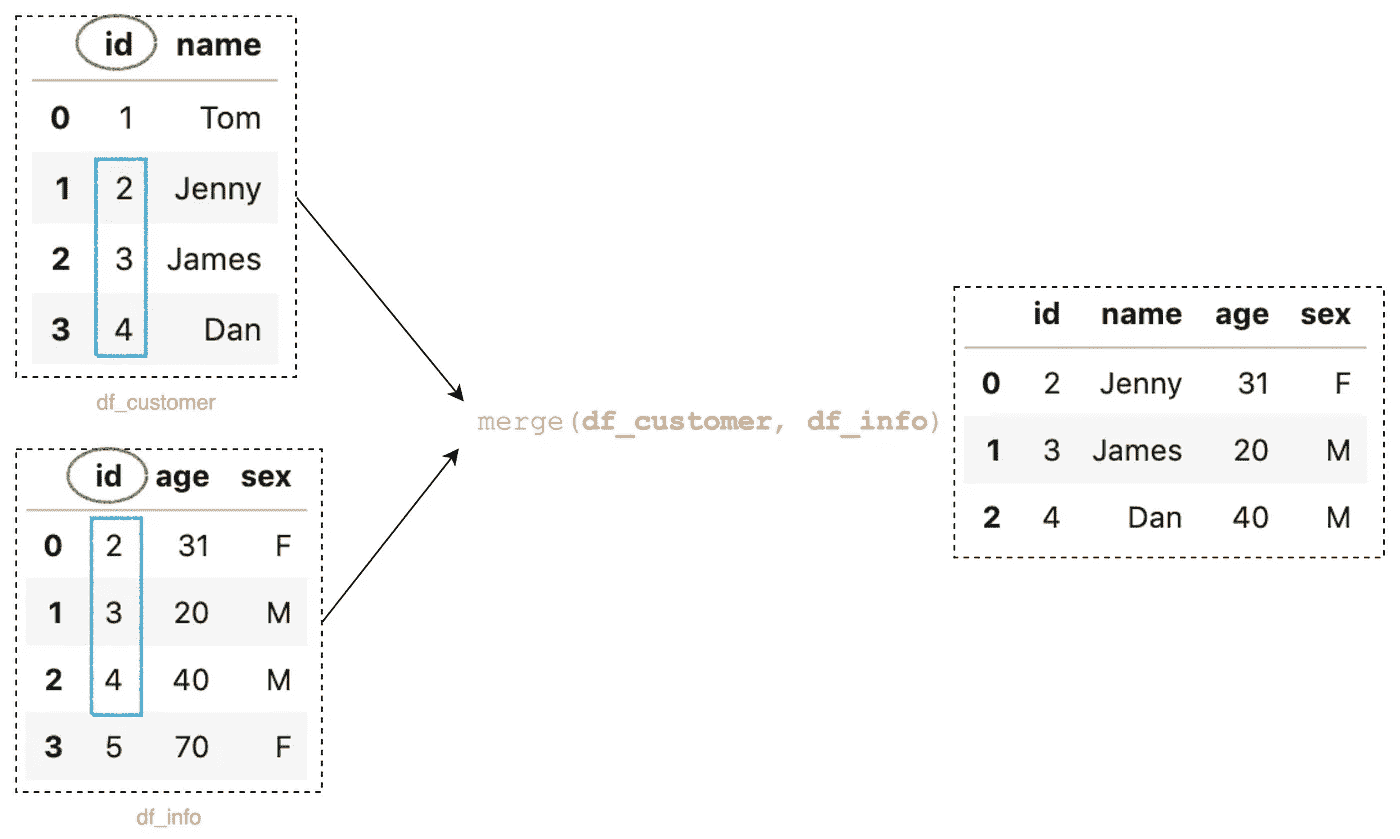 id name
0 1 Tom
1 2 Jenny
2 3 James
3 4 Dan
df_customer
id age sex
0 2 31 F
1 3 20 M
2 4 40 M
3 5 70 F
df_info
merge(df_customer, df_info)
id name age sex
0 2 Jenny 31 F
1 3 James 20 M
2 4 Dan 40 M